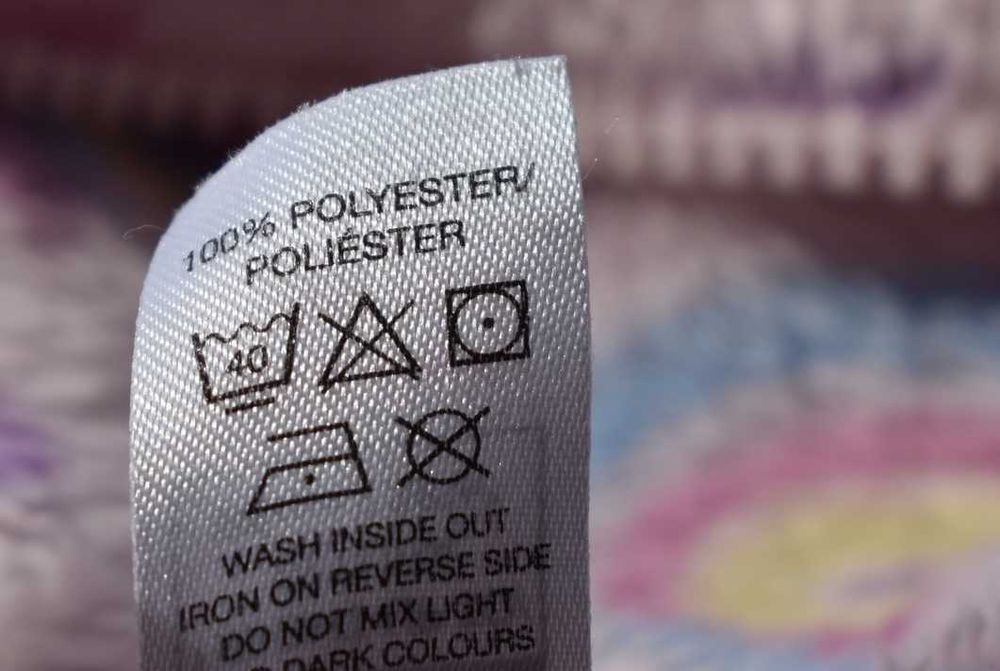 100% POLYESTER/
POLIÉSTER
40
WASH INSIDE OUT
IRON ON REVERSE SIDE
DO NOT MIX LIGHT
DARK COLOURS